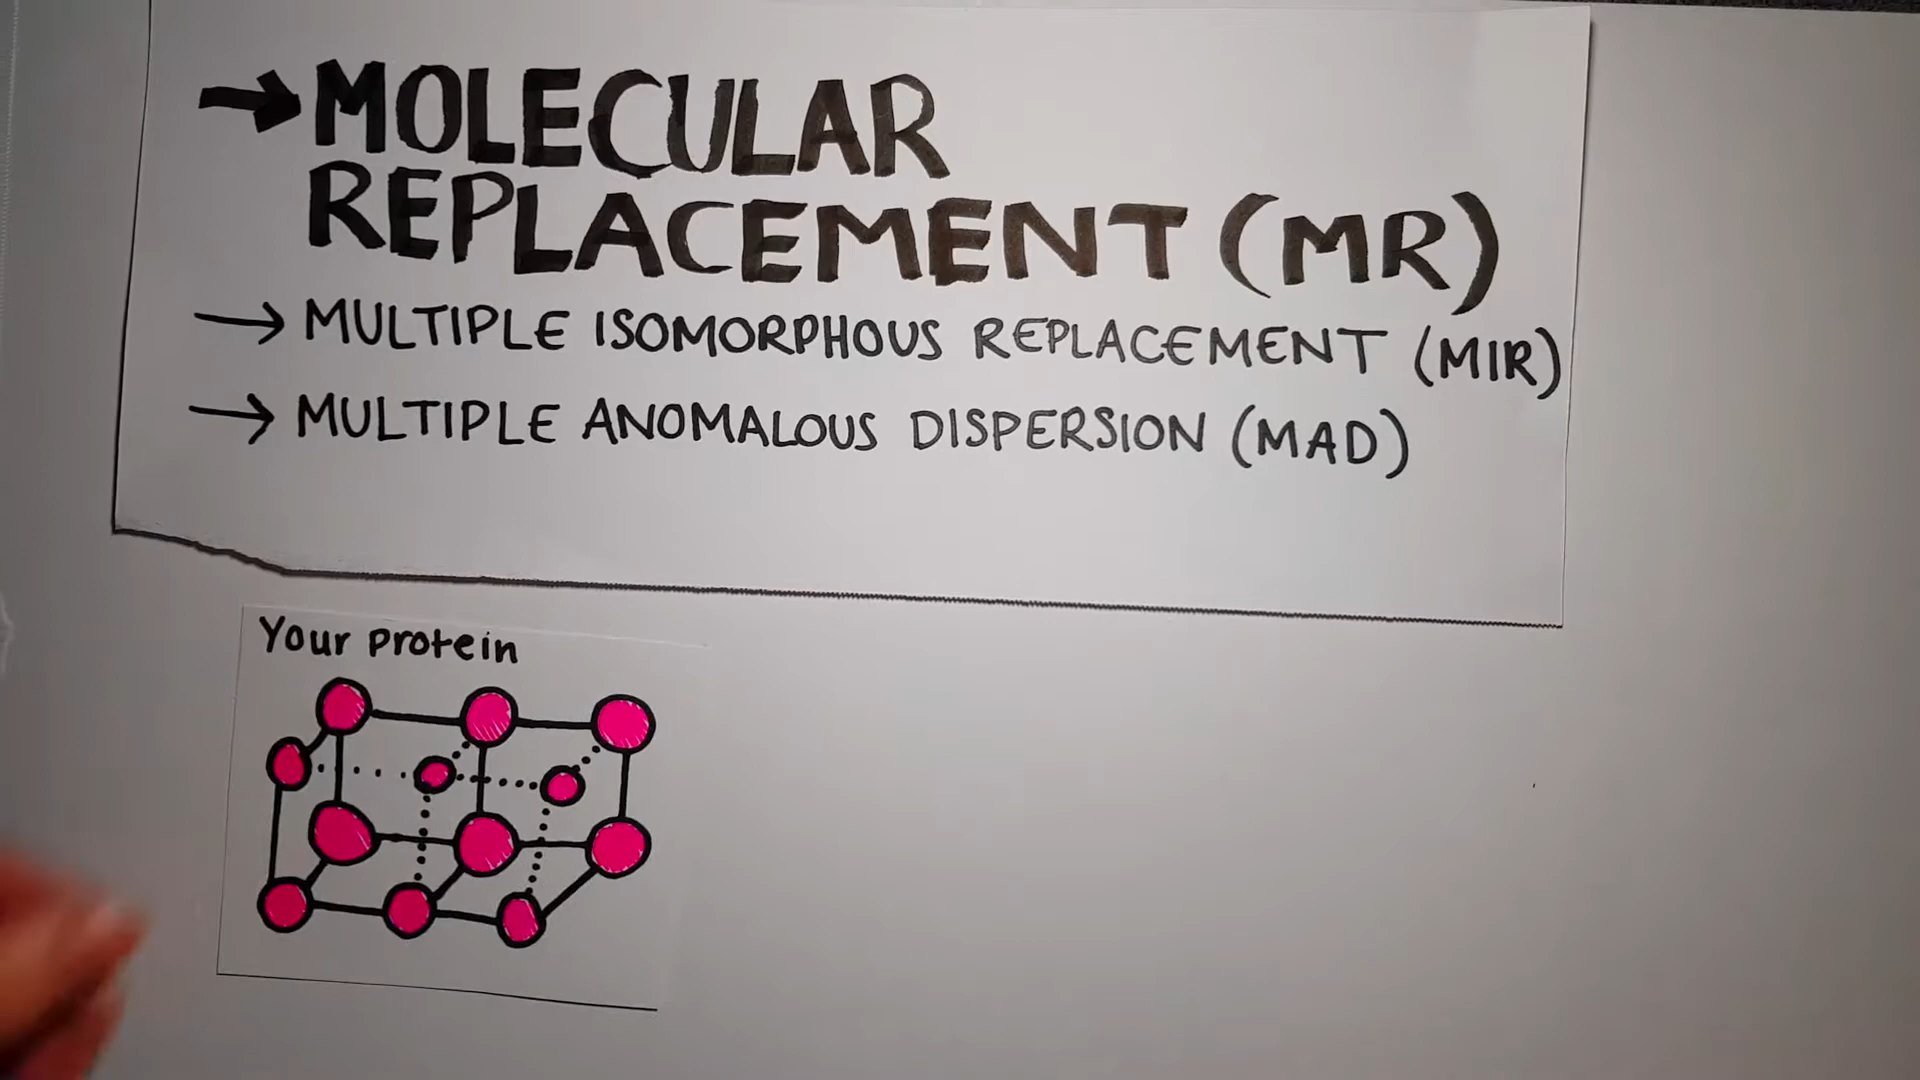 → MOLECULAR
REPLACEMENT (MR)
→ MULTIPLE ISOMORPHOUS REPLACEMENT (MIR)
→ MULTIPLE ANOMALOUS DISPERSION (MAD)
Your protein